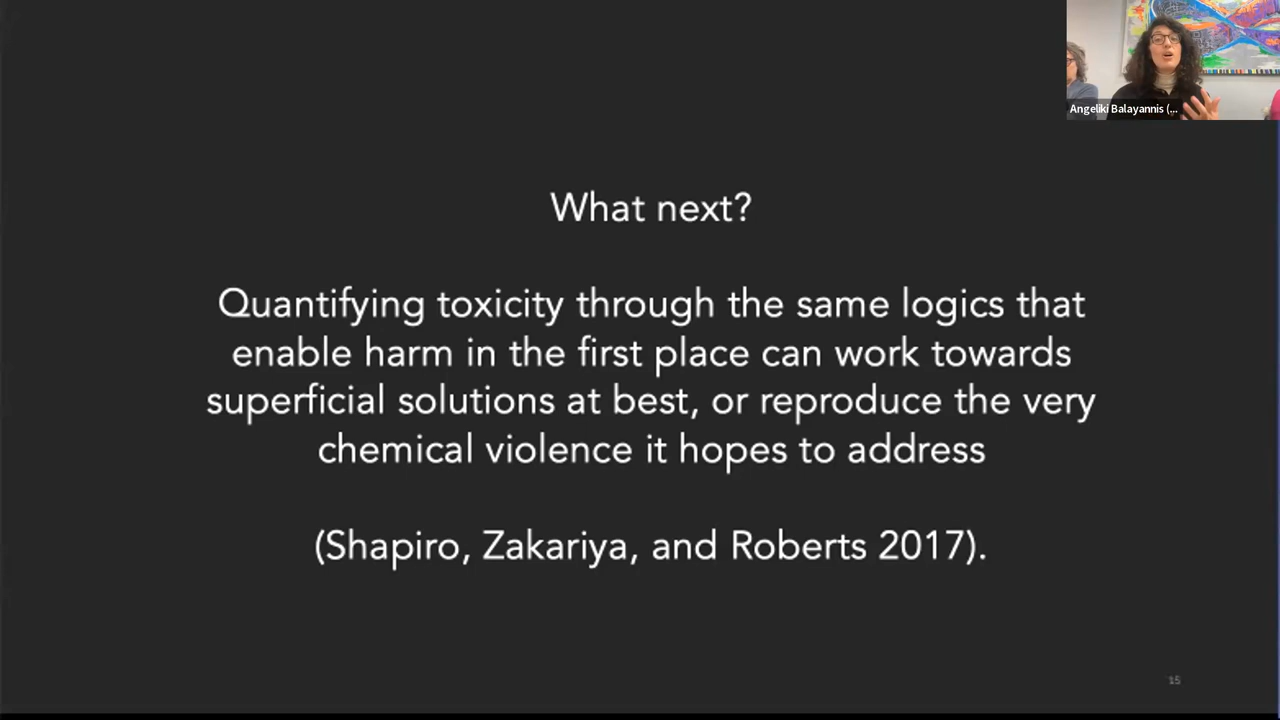 Angeliki Balayannis (...
What next?
Quantifying toxicity through the same logics that
enable harm in the first place can work towards
superficial solutions at best, or reproduce the very
chemical violence it hopes to address
(Shapiro, Zakariya, and Roberts 2017).
15